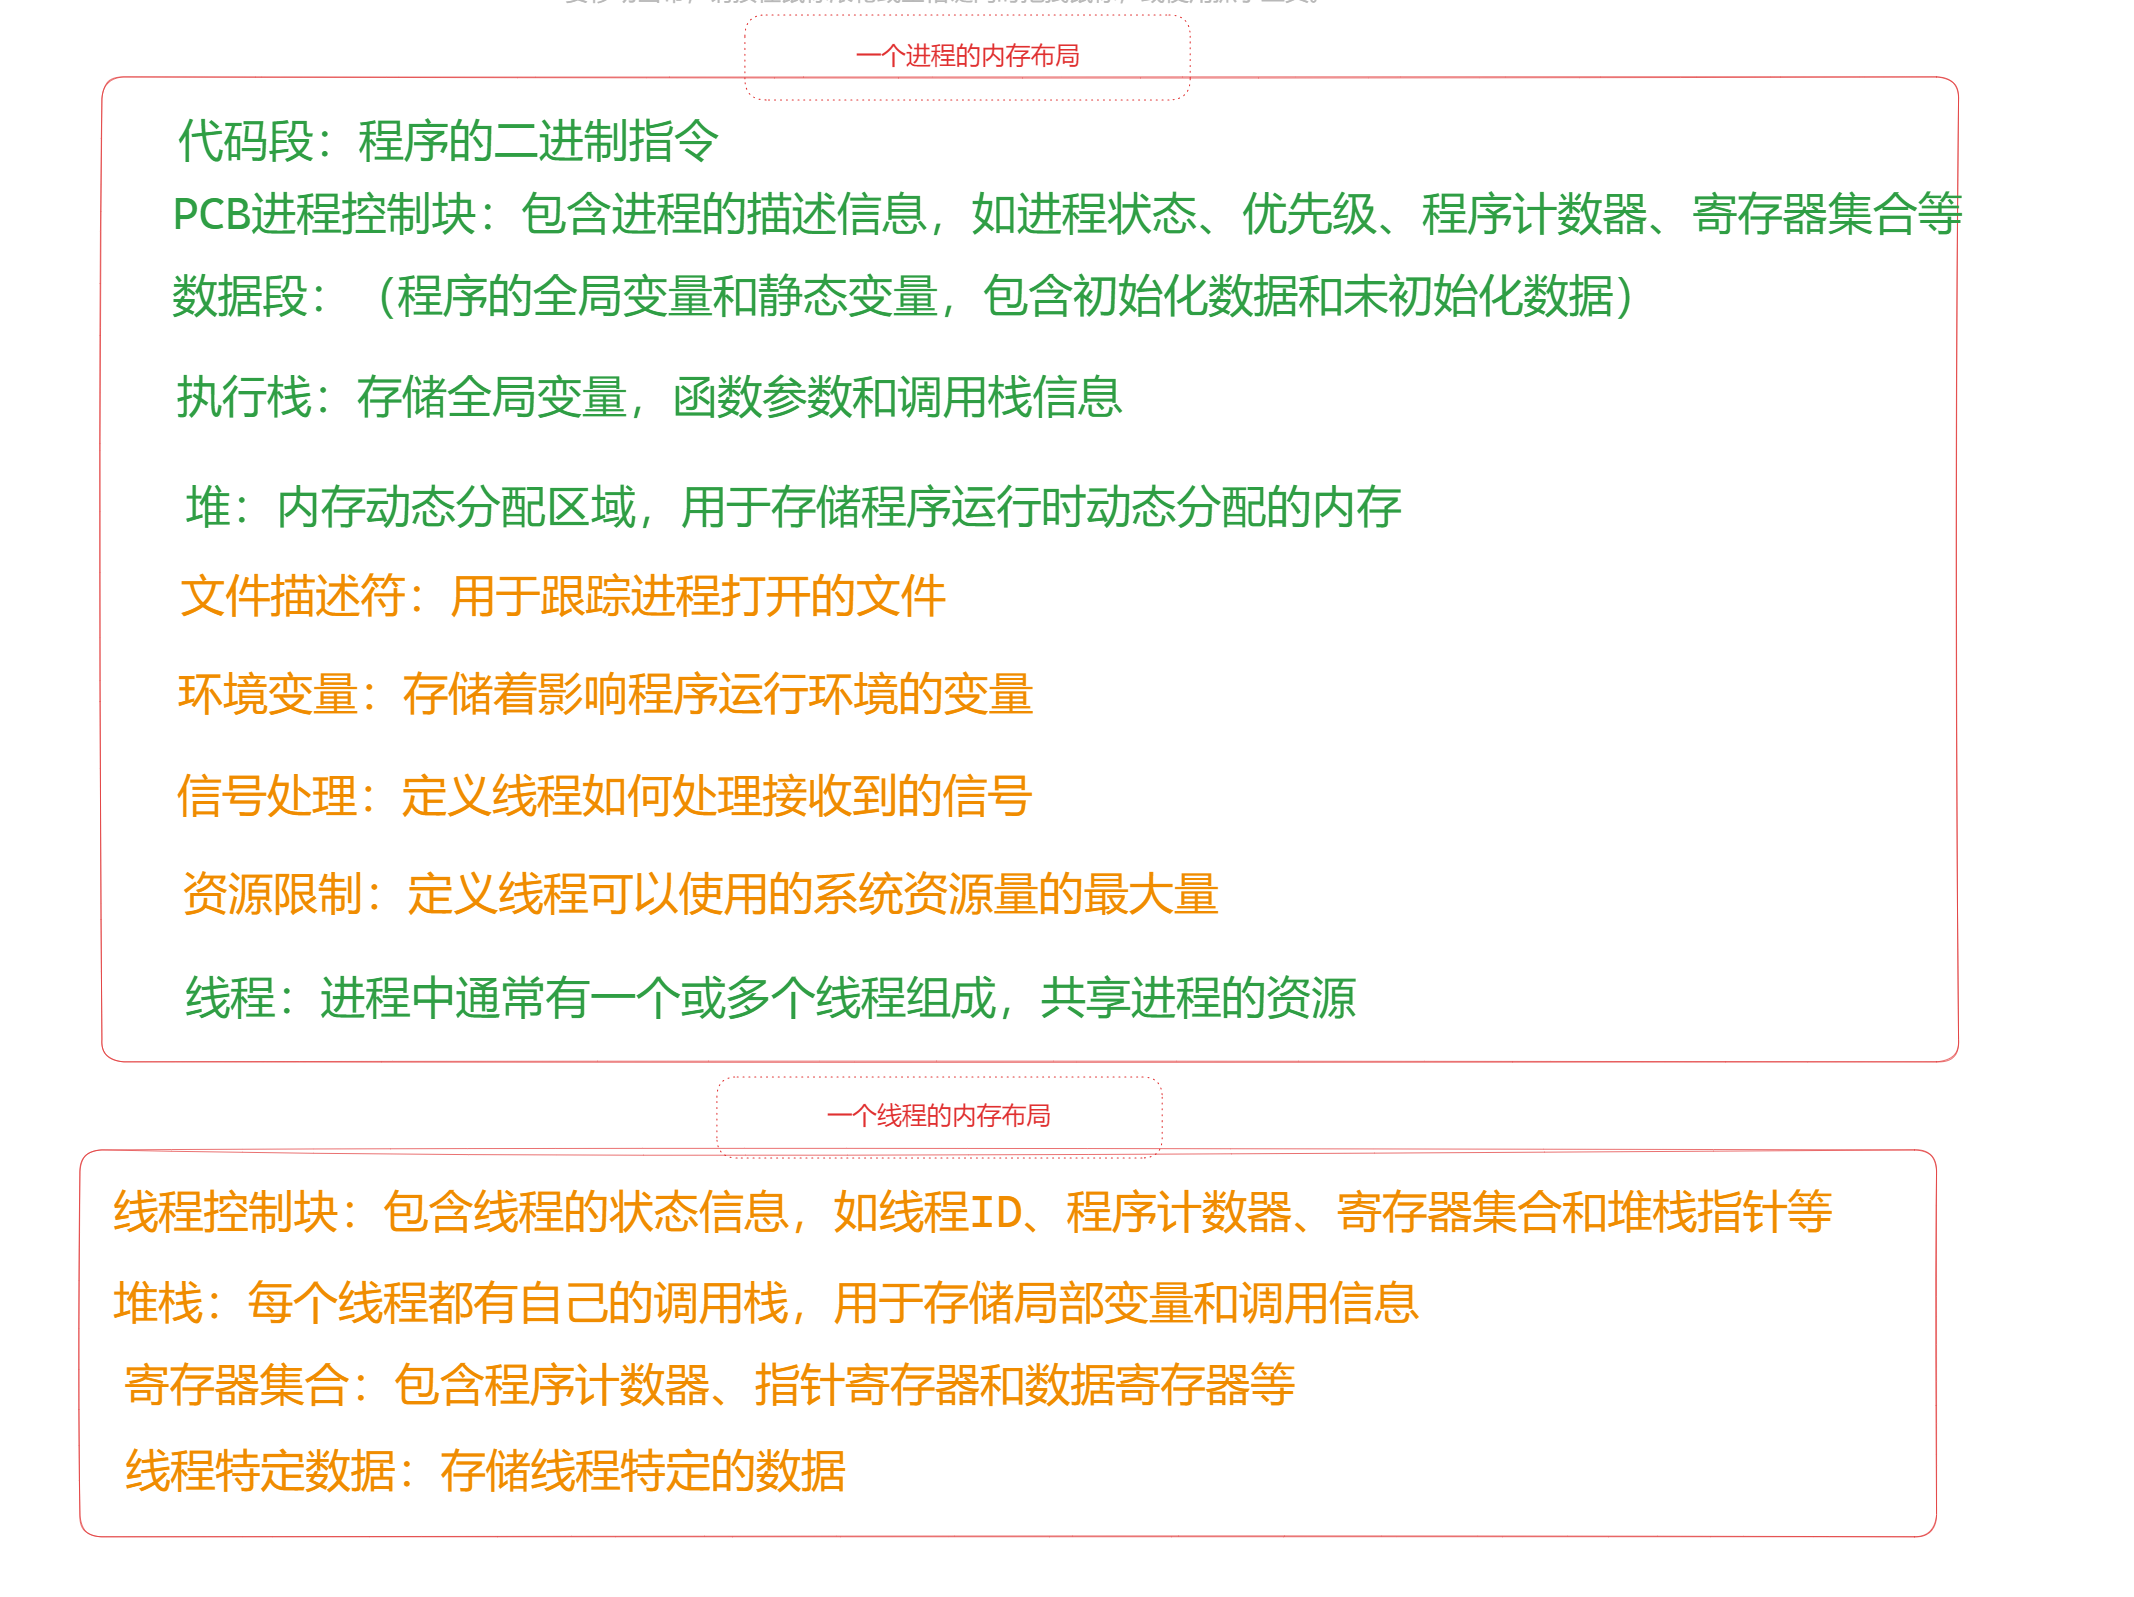 一个进程的内存布局
代码段：程序的二进制指令
PCB进程控制块：包含进程的描述信息，如进程状态、优先级、程序计数器、寄存器集合等
数据段：（程序的全局变量和静态变量，包含初始化数据和未初始化数据）
执行栈：存储全局变量，函数参数和调用栈信息
堆：内存动态分配区域，用于存储程序运行时动态分配的内存
文件描述符：用于跟踪进程打开的文件
环境变量：存储着影响程序运行环境的变量
信号处理：定义线程如何处理接收到的信号
资源限制：定义线程可以使用的系统资源量的最大量
线程：进程中通常有一个或多个线程组成，共享进程的资源
一个线程的内存布局
线程控制块：包含线程的状态信息，如线程ID、程序计数器、寄存器集合和堆栈指针等
堆栈：每个线程都有自己的调用栈，用于存储局部变量和调用信息
寄存器集合：包含程序计数器、指针寄存器和数据寄存器等
线程特定数据：存储线程特定的数据